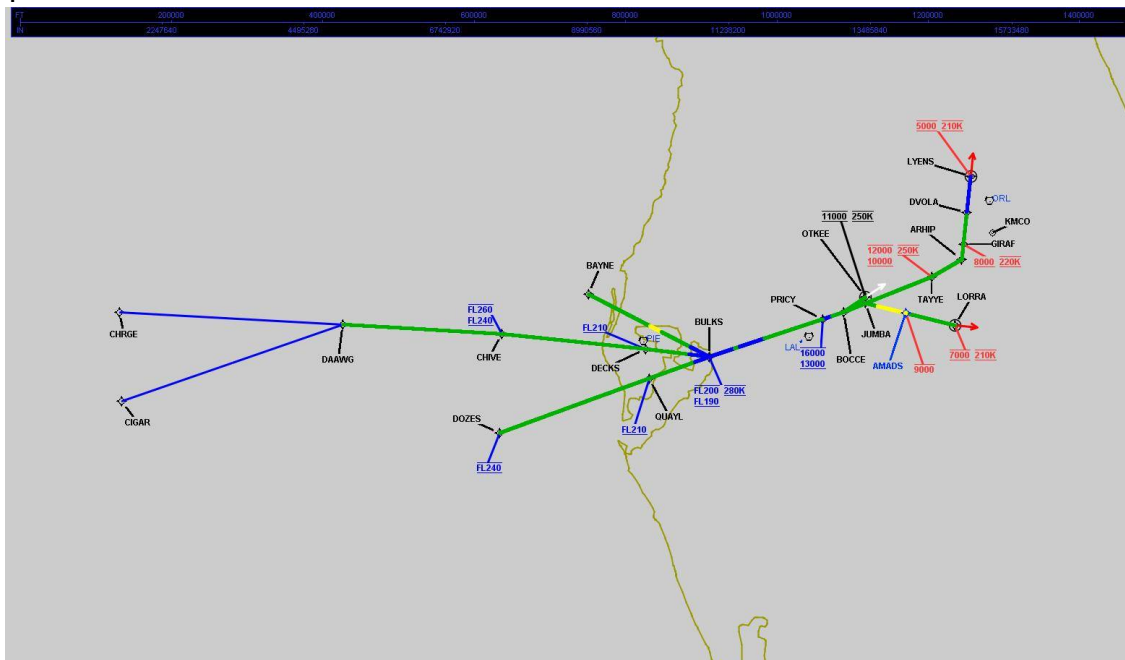 FT 200000 400000 600000 800000 1000000 1200000 1400000
IN 2247640 4495280 6742920 8990560 11238200 13485840 15733480
5000 210K
LYENS
DVOLA
ORL
11000 250K
ARHIP
KMCO
OTKEE
GIRAF
12000 250K
10000
8000 220K
BAYNE
TAYYE
LORRA
PRICY
FL260
FL240
CHRGE
BULKS
FL210
JUMBA
PIE
LAL
BOCCE
7000 210K
DAAWG
CHIVE
16000
13000
AMADS
9000
DECKS
FL200 280K
FL190
CIGAR
DOZES
QUAYL
FL210
FL240